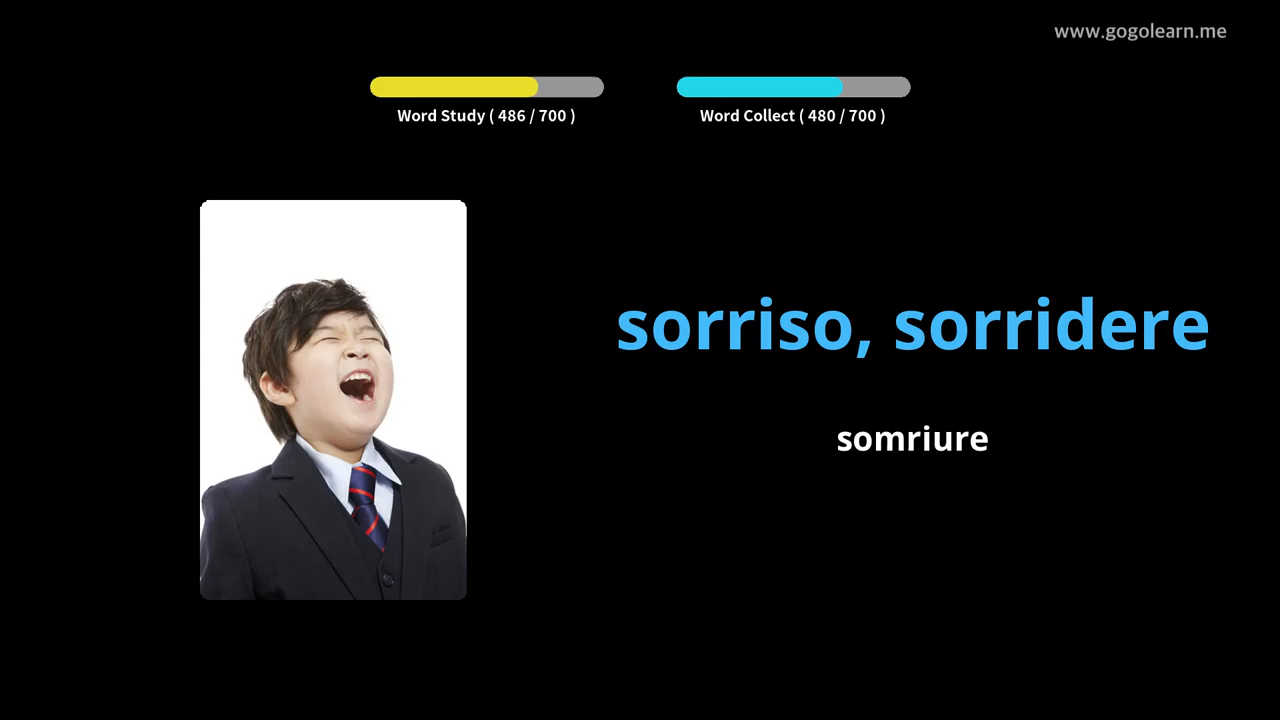 www.gogolearn.me
Word Study ( 486 / 700 )
Word Collect ( 480 / 700 )
sorriso, sorridere
somriure